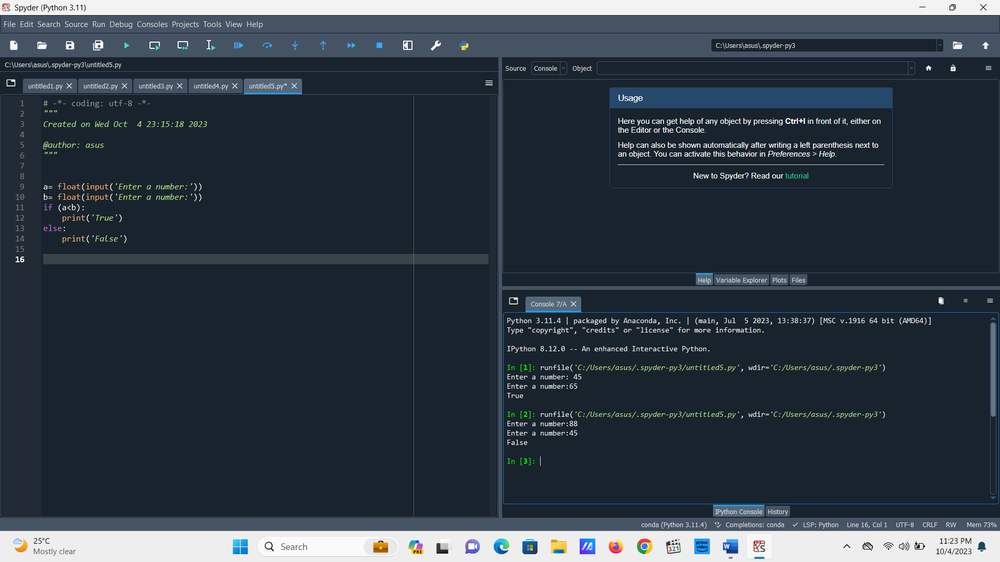 Spyder (Python 3.11)
File Edit Search Source Run Debug Consoles Projects Tools View Help
C:\Users\asus\.spyder-py3
C:\Users\asus\.spyder-py3\untitled5.py
untitled1.py untitled2.py untitled3.py untitled4.py untitled5.py*
1 # -*- coding: utf-8 -*-
2 """
3 Created on Wed Oct  4 23:15:18 2023
4
5 @author: asus
6 """
7
8
9 a= float(input('Enter a number:'))
10 b= float(input('Enter a number:'))
11 if (a<b):
12     print('True')
13 else:
14     print('False')
15
16
Source Console Object
Usage
Here you can get help of any object by pressing Ctrl+I in front of it, either on
the Editor or the Console.
Help can also be shown automatically after writing a left parenthesis next to
an object. You can activate this behavior in Preferences > Help.
New to Spyder? Read our tutorial
Help Variable Explorer Plots Files
Console 7/A
Python 3.11.4 | packaged by Anaconda, Inc. | (main, Jul  5 2023, 13:38:37) [MSC v.1916 64 bit (AMD64)]
Type "copyright", "credits" or "license" for more information.
IPython 8.12.0 -- An enhanced Interactive Python.
In [1]: runfile('C:/Users/asus/.spyder-py3/untitled5.py', wdir='C:/Users/asus/.spyder-py3')
Enter a number: 45
Enter a number:65
True
In [2]: runfile('C:/Users/asus/.spyder-py3/untitled5.py', wdir='C:/Users/asus/.spyder-py3')
Enter a number:88
Enter a number:45
False
In [3]:
IPython Console History
conda (Python 3.11.4) Completions: conda LSP: Python Line 16, Col 1 UTF-8 CRLF RW Mem 73%
25°C
Mostly clear
Search
PRE
321
prime video
W
11:23 PM
10/4/2023